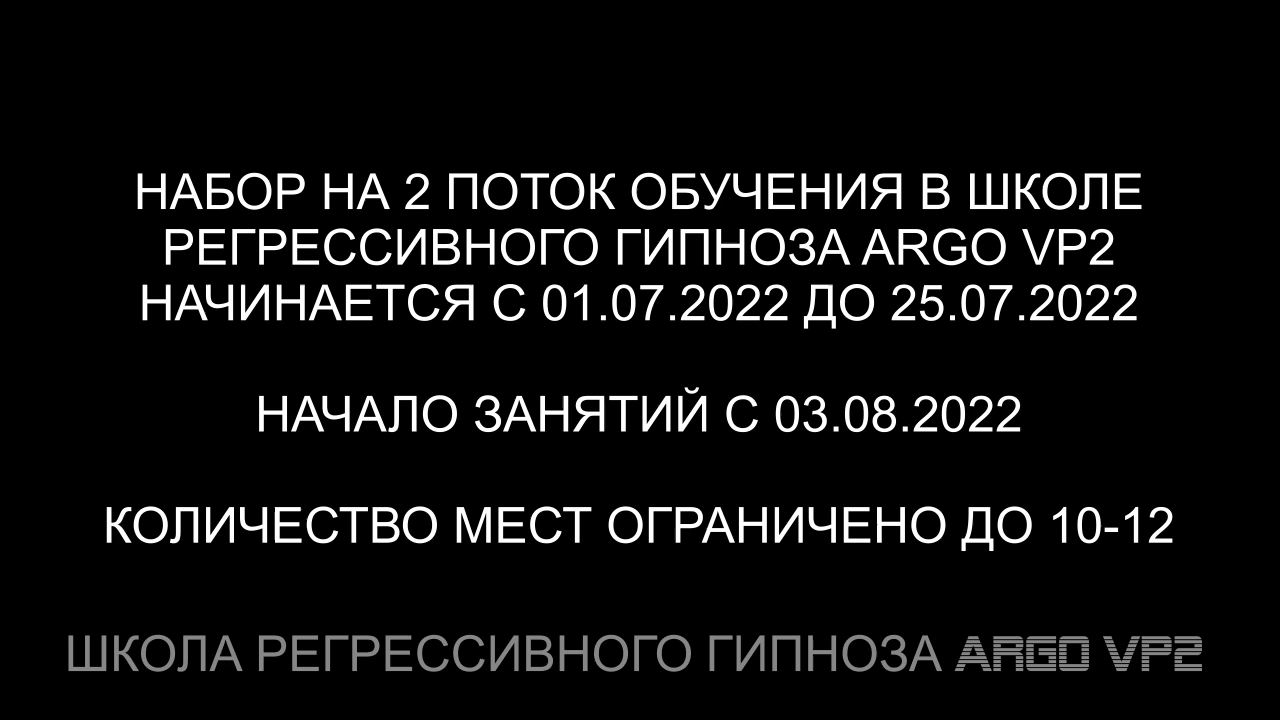 НАБОР НА 2 ПОТОК ОБУЧЕНИЯ В ШКОЛЕ
РЕГРЕССИВНОГО ГИПНОЗА ARGO VP2
НАЧИНАЕТСЯ С 01.07.2022 ДО 25.07.2022
НАЧАЛО ЗАНЯТИЙ С 03.08.2022
КОЛИЧЕСТВО МЕСТ ОГРАНИЧЕНО ДО 10-12
ШКОЛА РЕГРЕССИВНОГО ГИПНОЗА ARGO VP2